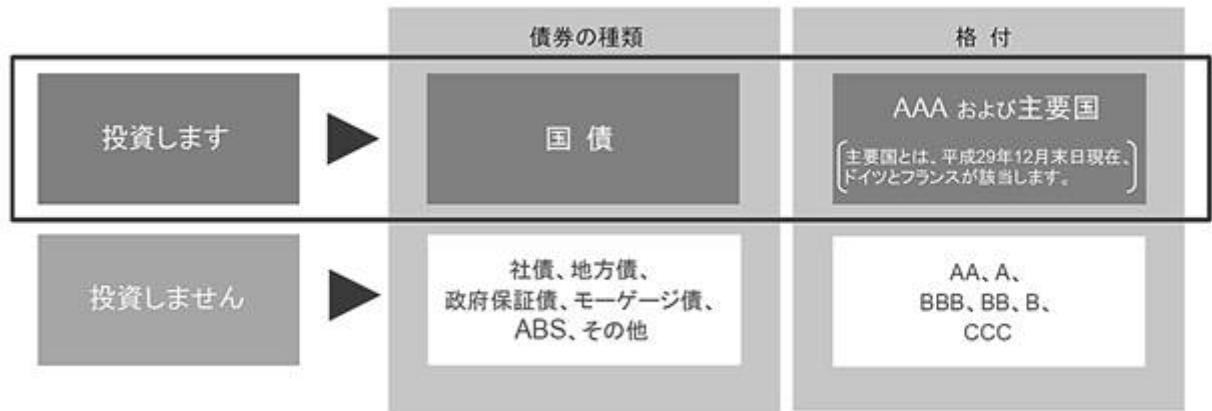 債券の種類
格 付
投資します
国 債
AAA および主要国
主要国とは、平成29年12月末日現在、
ドイツとフランスが該当します。
投資しません
社債、地方債、
政府保証債、モーゲージ債、
ABS、その他
AA、A、
BBB、BB、B、
CCC